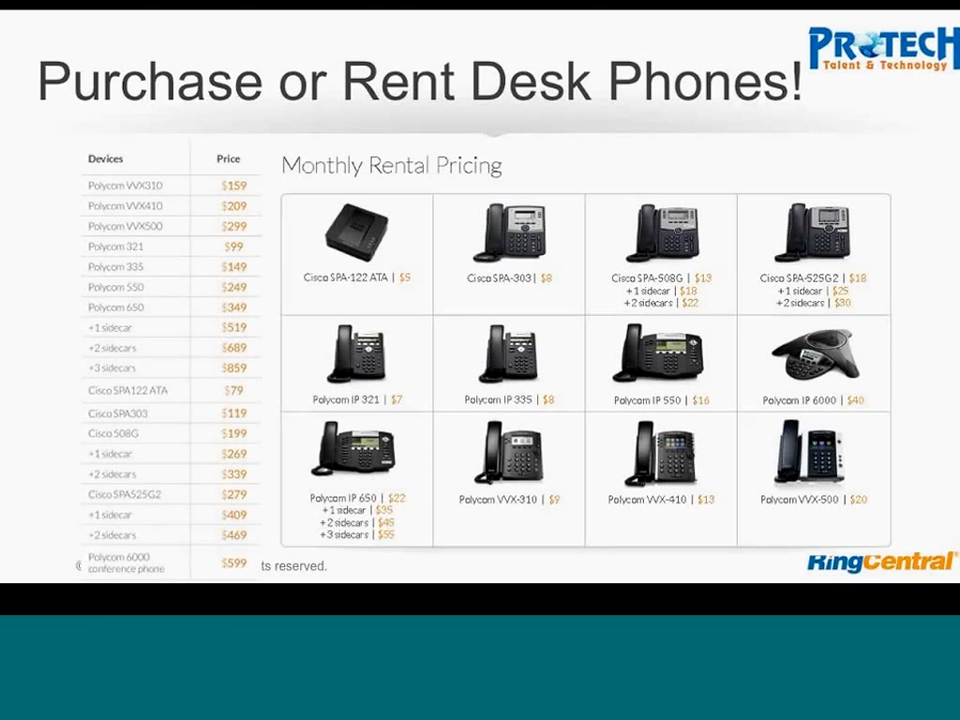 PROTECH
Talent & Technology
Purchase or Rent Desk Phones!
Devices Price
Polycom VVX310 $159
Polycom VVX410 $209
Polycom VVX500 $299
Polycom 321 $99
Polycom 335 $149
Polycom 550 $249
Polycom 650 $349
+1 sidecar $519
+2 sidecars $689
+3 sidecars $859
Cisco SPA122 ATA $79
Cisco SPA303 $119
Cisco 508G $199
+1 sidecar $269
+2 sidecars $339
Cisco SPA525G2 $279
+1 sidecar $409
+2 sidecars $469
Polycom 6000
conference phone $599
Monthly Rental Pricing
Cisco SPA-122 ATA | $5
Cisco SPA-303 | $8
Cisco SPA-508G | $13
+1 sidecar | $18
+2 sidecars | $22
Cisco SPA-525G2 | $18
+1 sidecar | $25
+2 sidecars | $30
Polycom IP 321 | $7
Polycom IP 335 | $8
Polycom IP 550 | $16
Polycom IP 6000 | $40
Polycom IP 650 | $22
+1 sidecar | $35
+2 sidecars | $45
+3 sidecars | $55
Polycom VVX-310 | $9
Polycom VVX-410 | $13
Polycom VVX-500 | $20
ts reserved.
RingCentral